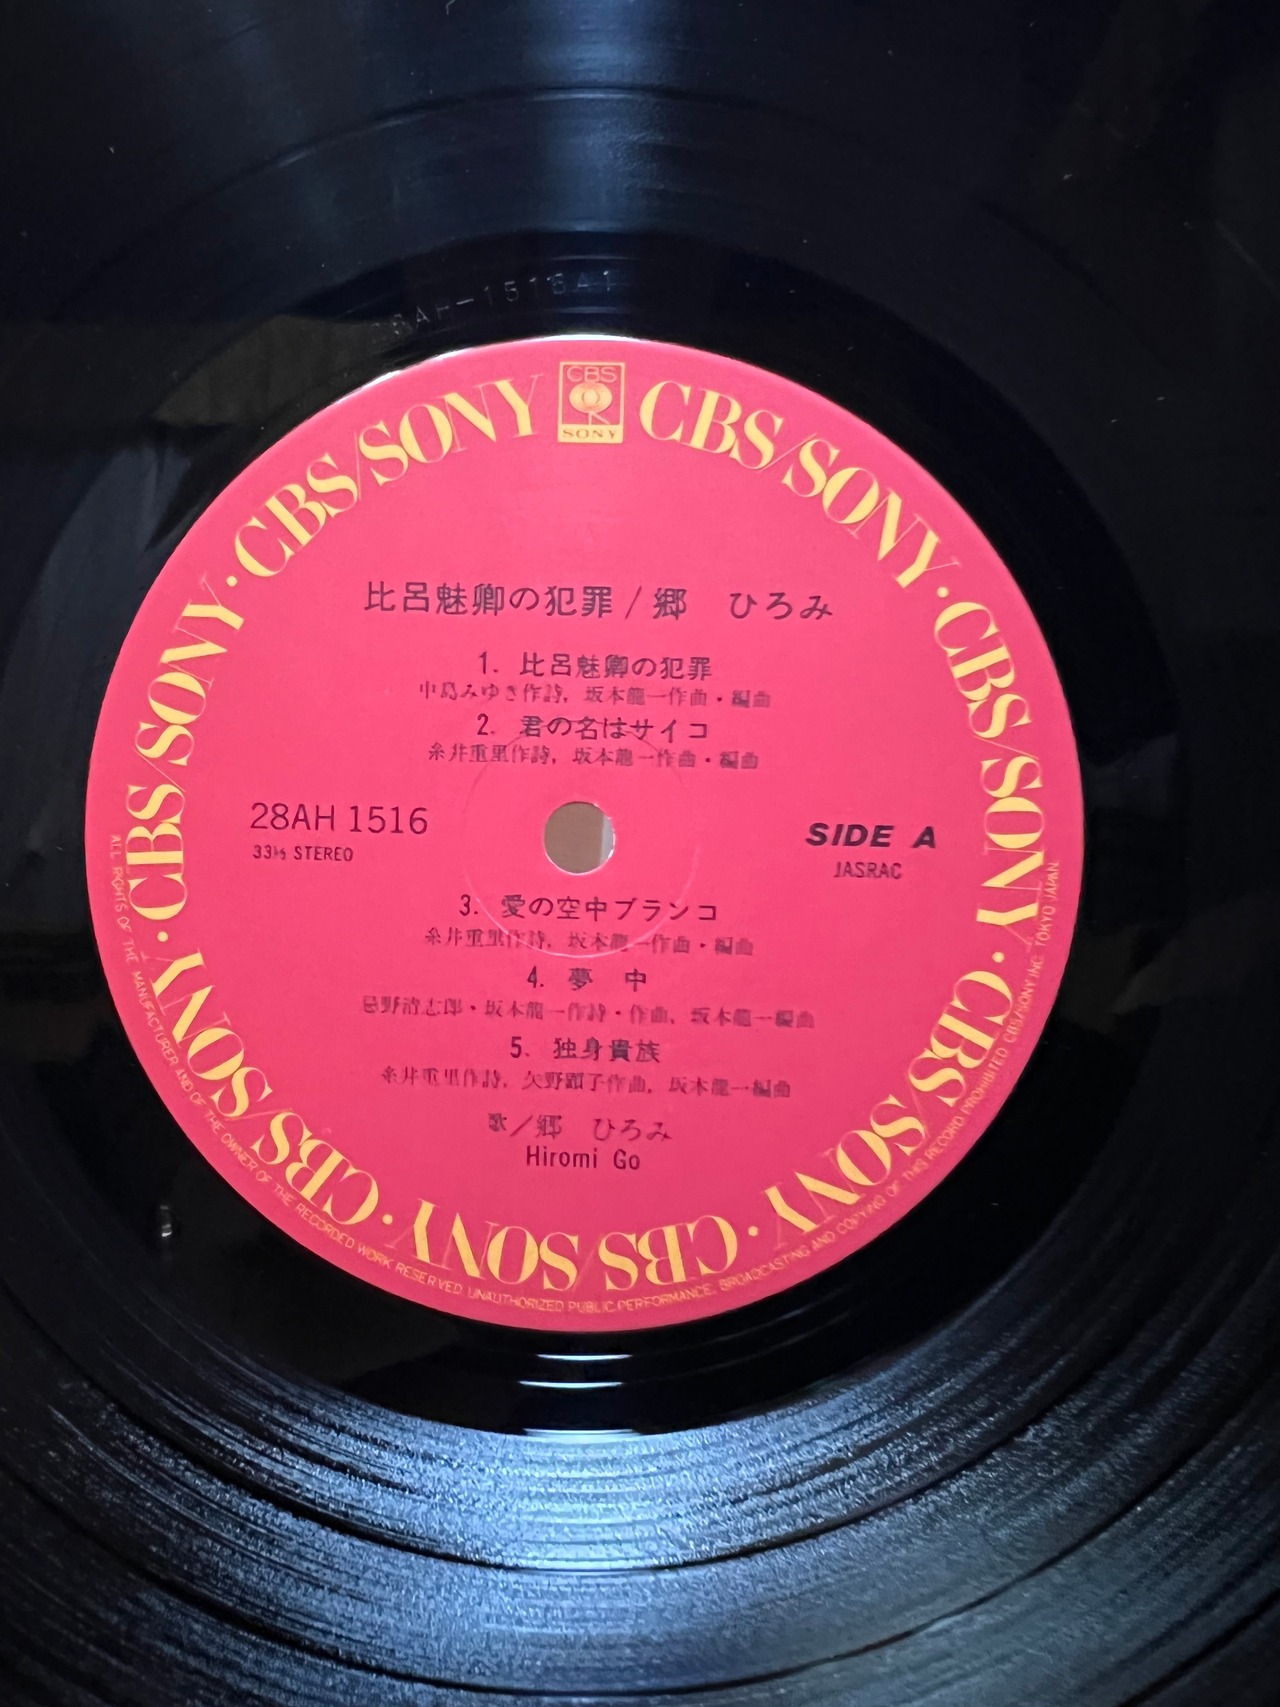 28AH-1516A1
CBS
SONY
CBS/SONY・CBS/SONY・CBS/SONY・CBS/SONY・CBS/SONY・CBS/SONY・CBS/SONY
比呂魅卿の犯罪/郷 ひろみ
1. 比呂魅卿の犯罪
中島みゆき作詩, 坂本龍一作曲・編曲
2. 君の名はサイコ
糸井重里作詩, 坂本龍一作曲・編曲
28AH 1516
33⅓ STEREO
SIDE A
JASRAC
3. 愛の空中ブランコ
糸井重里作詩, 坂本龍一作曲・編曲
4. 夢 中
忌野清志郎・坂本龍一作詩・作曲, 坂本龍一編曲
5. 独身貴族
糸井重里作詩, 矢野顕子作曲, 坂本龍一編曲
歌/郷 ひろみ
Hiromi Go
ALL RIGHTS OF THE MANUFACTURER AND OF THE OWNER OF THE RECORDED WORK RESERVED. UNAUTHORIZED PUBLIC PERFORMANCE, BROADCASTING AND COPYING OF THIS RECORD PROHIBITED CBS/SONY INC. TOKYO JAPAN.